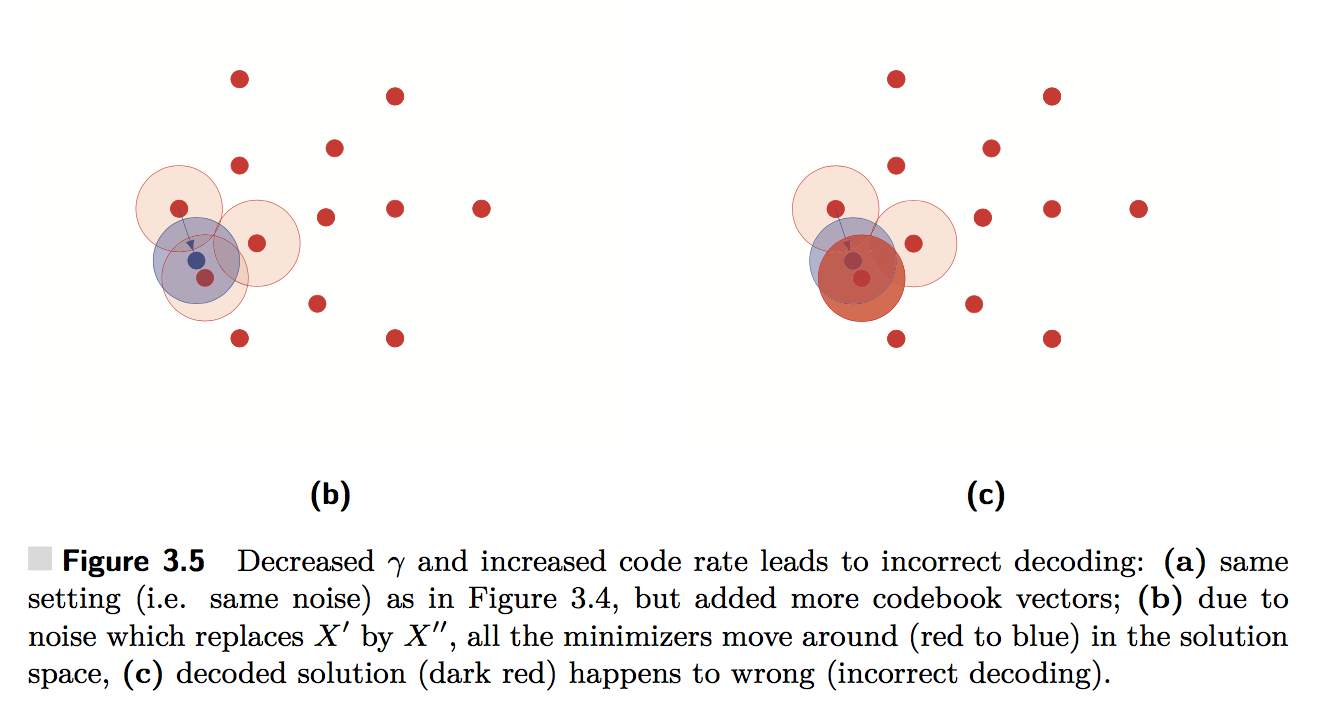 (b) (c)
Figure 3.5 Decreased γ and increased code rate leads to incorrect decoding: (a) same
setting (i.e. same noise) as in Figure 3.4, but added more codebook vectors; (b) due to
noise which replaces X′ by X″, all the minimizers move around (red to blue) in the solution
space, (c) decoded solution (dark red) happens to wrong (incorrect decoding).